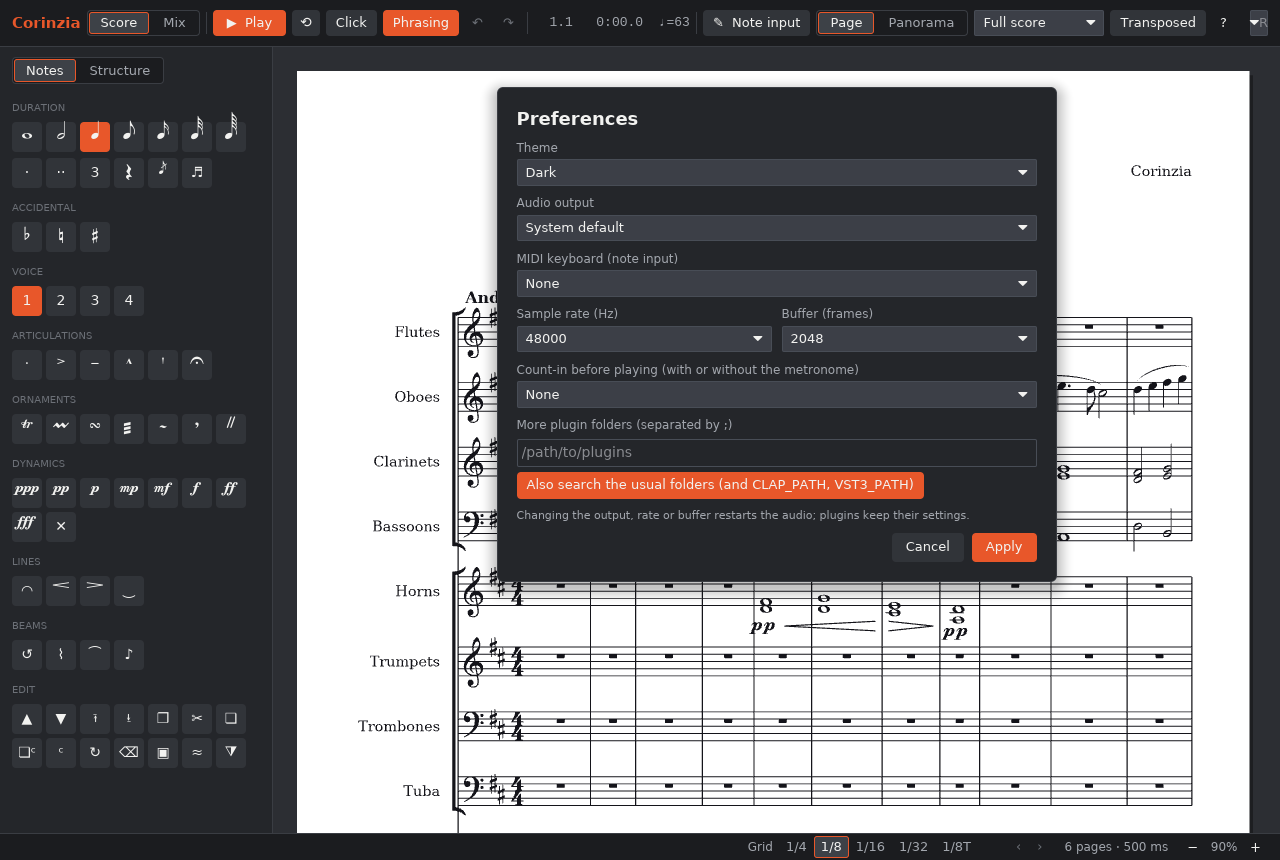 Corinzia Score Mix Play Click Phrasing 1.1 0:00.0 ♩=63 Note input Page Panorama Full score Transposed ?
Notes Structure
DURATION
3
ACCIDENTAL
VOICE
1 2 3 4
ARTICULATIONS
ORNAMENTS
tr
DYNAMICS
ppp pp p mp mf f ff
fff ×
LINES
BEAMS
EDIT
Preferences
Theme
Dark
Audio output
System default
MIDI keyboard (note input)
None
Sample rate (Hz) Buffer (frames)
48000 2048
Count-in before playing (with or without the metronome)
None
More plugin folders (separated by ;)
/path/to/plugins
Also search the usual folders (and CLAP_PATH, VST3_PATH)
Changing the output, rate or buffer restarts the audio; plugins keep their settings.
Cancel Apply
Corinzia
Flutes
Oboes
Clarinets
Bassoons
Horns
pp pp
Trumpets
Trombones
Tuba
Grid 1/4 1/8 1/16 1/32 1/8T ‹ › 6 pages · 500 ms − 90% +